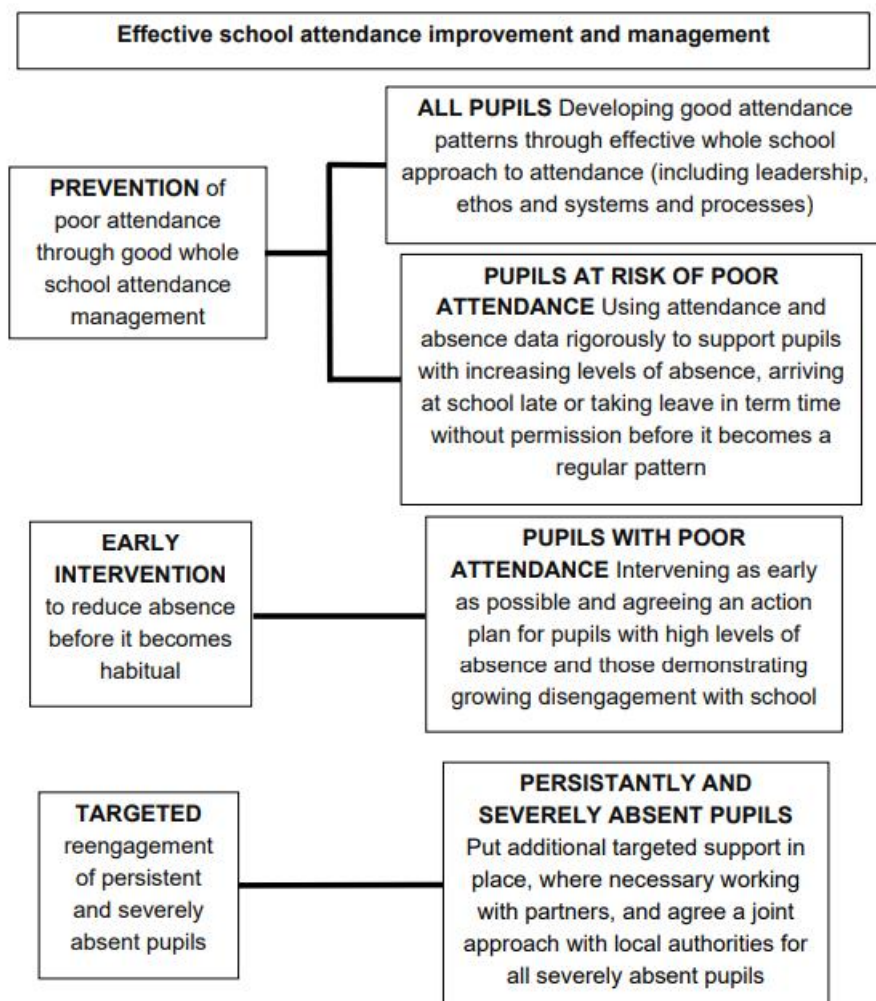 Effective school attendance improvement and management
ALL PUPILS Developing good attendance
patterns through effective whole school
approach to attendance (including leadership,
ethos and systems and processes)
PREVENTION of
poor attendance
through good whole
school attendance
management
PUPILS AT RISK OF POOR
ATTENDANCE Using attendance and
absence data rigorously to support pupils
with increasing levels of absence, arriving
at school late or taking leave in term time
without permission before it becomes a
regular pattern
EARLY
INTERVENTION
to reduce absence
before it becomes
habitual
PUPILS WITH POOR
ATTENDANCE Intervening as early
as possible and agreeing an action
plan for pupils with high levels of
absence and those demonstrating
growing disengagement with school
TARGETED
reengagement
of persistent
and severely
absent pupils
PERSISTANTLY AND
SEVERELY ABSENT PUPILS
Put additional targeted support in
place, where necessary working
with partners, and agree a joint
approach with local authorities for
all severely absent pupils